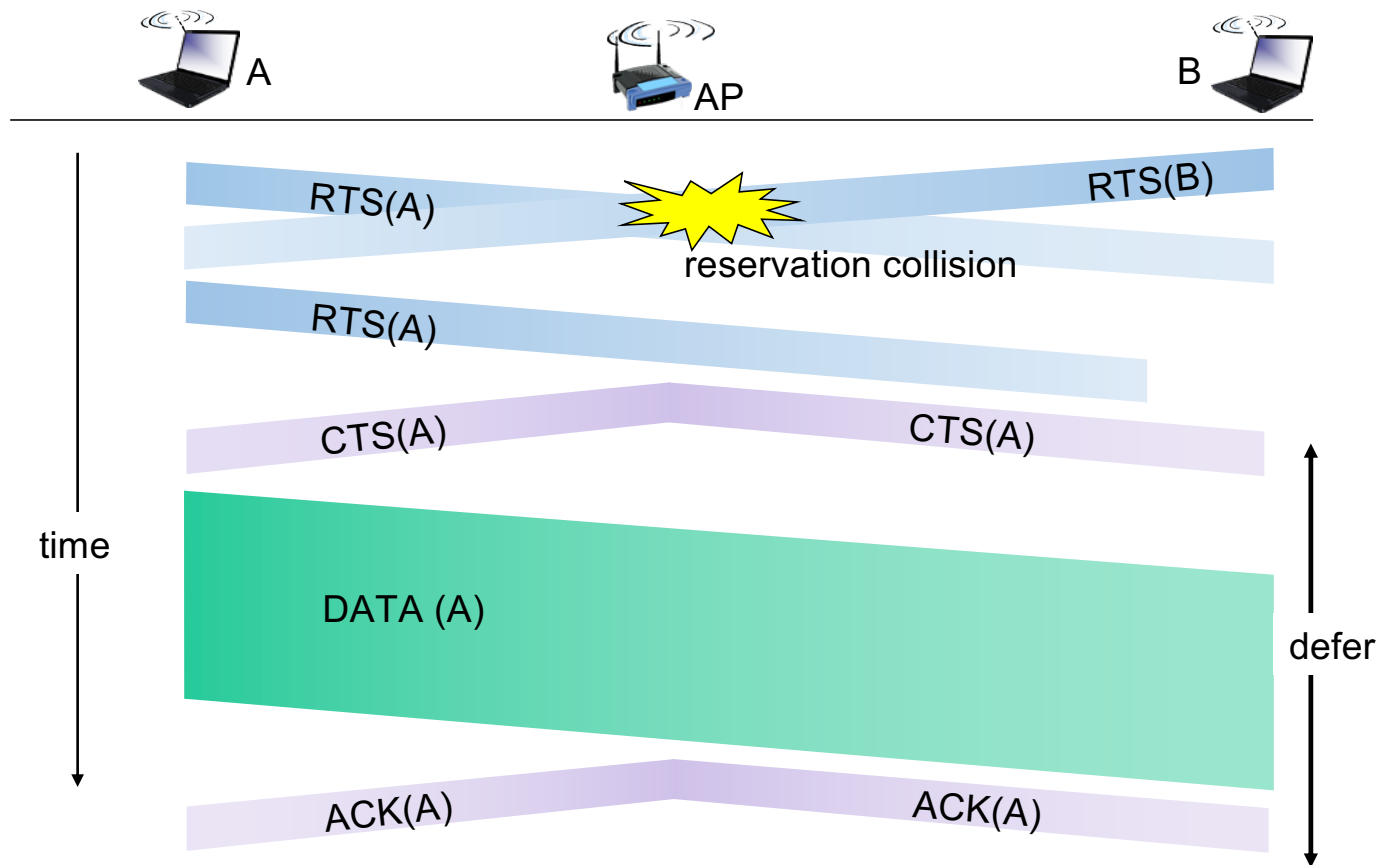 A
AP
B
RTS(A)
RTS(B)
reservation collision
RTS(A)
CTS(A)
CTS(A)
time
DATA (A)
defer
ACK(A)
ACK(A)